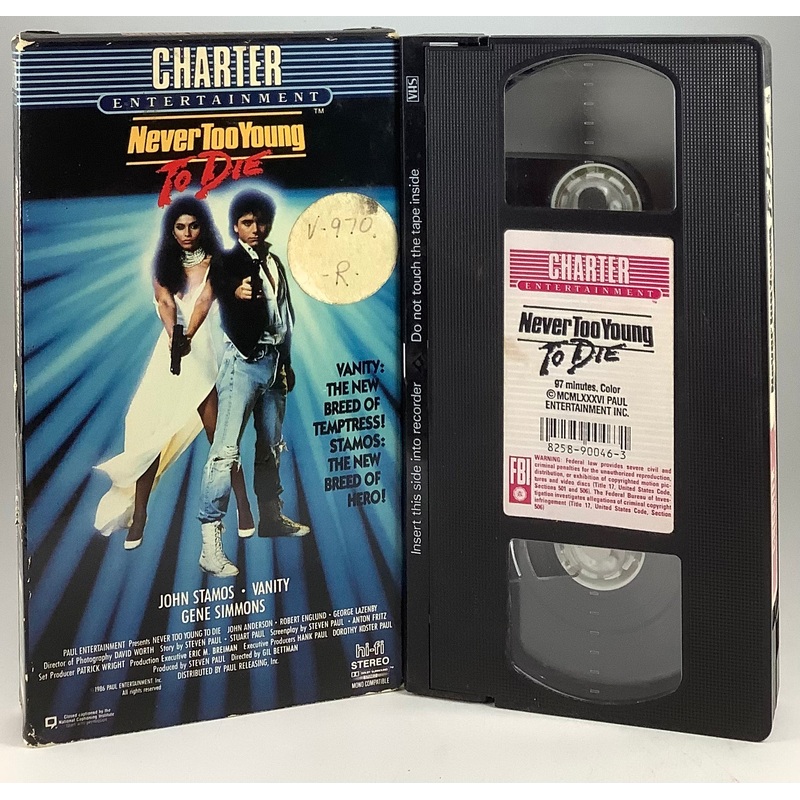 CHARTER
ENTERTAINMENT
TM
Never Too Young
TO DIE
V-970
-R-
VANITY:
THE NEW
BREED OF
TEMPTRESS!
STAMOS:
THE NEW
BREED OF
HERO!
JOHN STAMOS • VANITY
GENE SIMMONS
PAUL ENTERTAINMENT Presents NEVER TOO YOUNG TO DIE JOHN ANDERSON • ROBERT ENGLUND • GEORGE LAZENBY
Director of Photography DAVID WORTH Story by STEVEN PAUL • STUART PAUL Screenplay by STEVEN PAUL • ANTON FRITZ
Set Producer PATRICK WRIGHT Production Executive ERIC M. BREIMAN Executive Producers HANK PAUL DOROTHY KOSTER PAUL
Produced by STEVEN PAUL Directed by GIL BETTMAN
DISTRIBUTED BY PAUL RELEASING, INC.
©1986 PAUL ENTERTAINMENT INC.
All rights reserved
hi-fi
STEREO
MONO COMPATIBLE
Closed captioned by the
National Captioning Institute
VHS
Insert this side into recorder Do not touch the tape inside
CHARTER
ENTERTAINMENT
Never Too Young
TO DIE
97 minutes, Color
©MCMLXXXVI PAUL
ENTERTAINMENT INC.
8258-90046-3
FBI
WARNING: Federal law provides severe civil and
criminal penalties for the unauthorized reproduction,
distribution, or exhibition of copyrighted motion pic-
tures and video discs (Title 17, United States Code,
Sections 501 and 506). The Federal Bureau of Inves-
tigation investigates allegations of criminal copyright
infringement (Title 17, United States Code, Section
506)